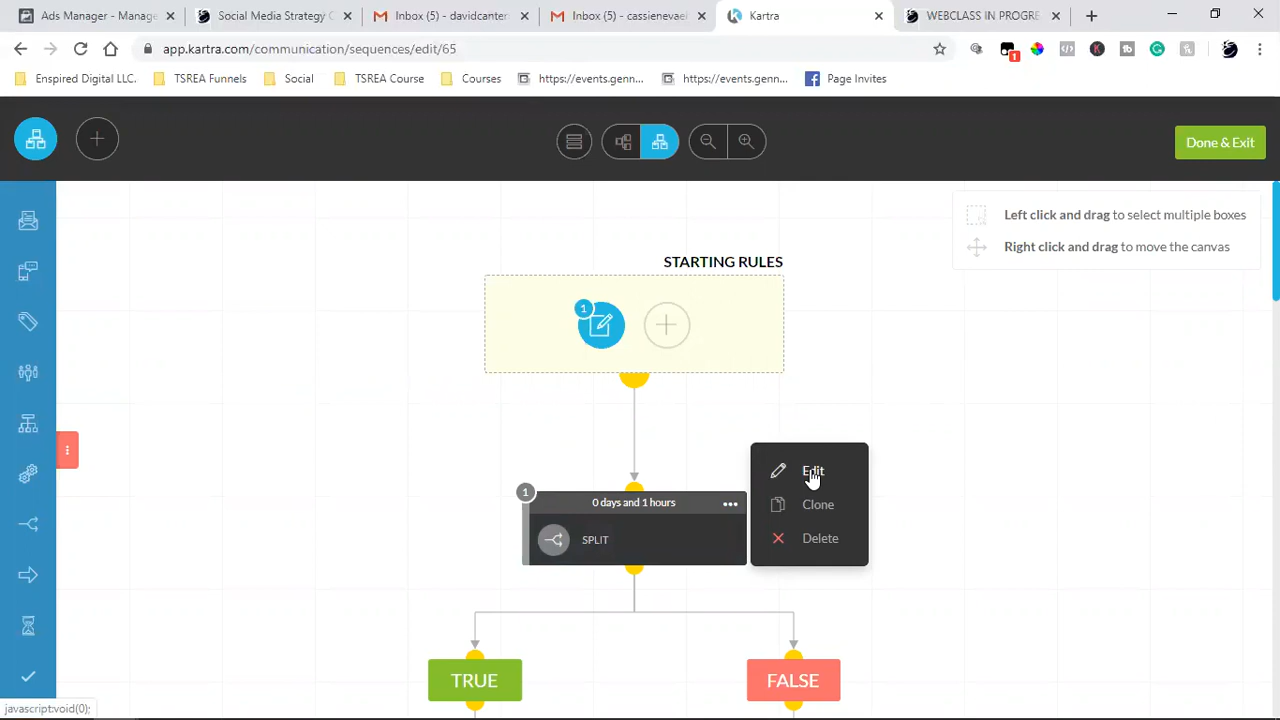 Ads Manager - Manage
Social Media Strategy C
Inbox (5) - davidcanter
Inbox (5) - cassienevaek
Kartra
WEBCLASS IN PROGRE
app.kartra.com/communication/sequences/edit/65
1
Enspired Digital LLC.
TSREA Funnels
Social
TSREA Course
Courses
https://events.genn...
https://events.genn...
Page Invites
Done & Exit
Left click and drag to select multiple boxes
Right click and drag to move the canvas
STARTING RULES
1
Edit
Clone
Delete
1
0 days and 1 hours
SPLIT
TRUE
FALSE
javascript:void(0);